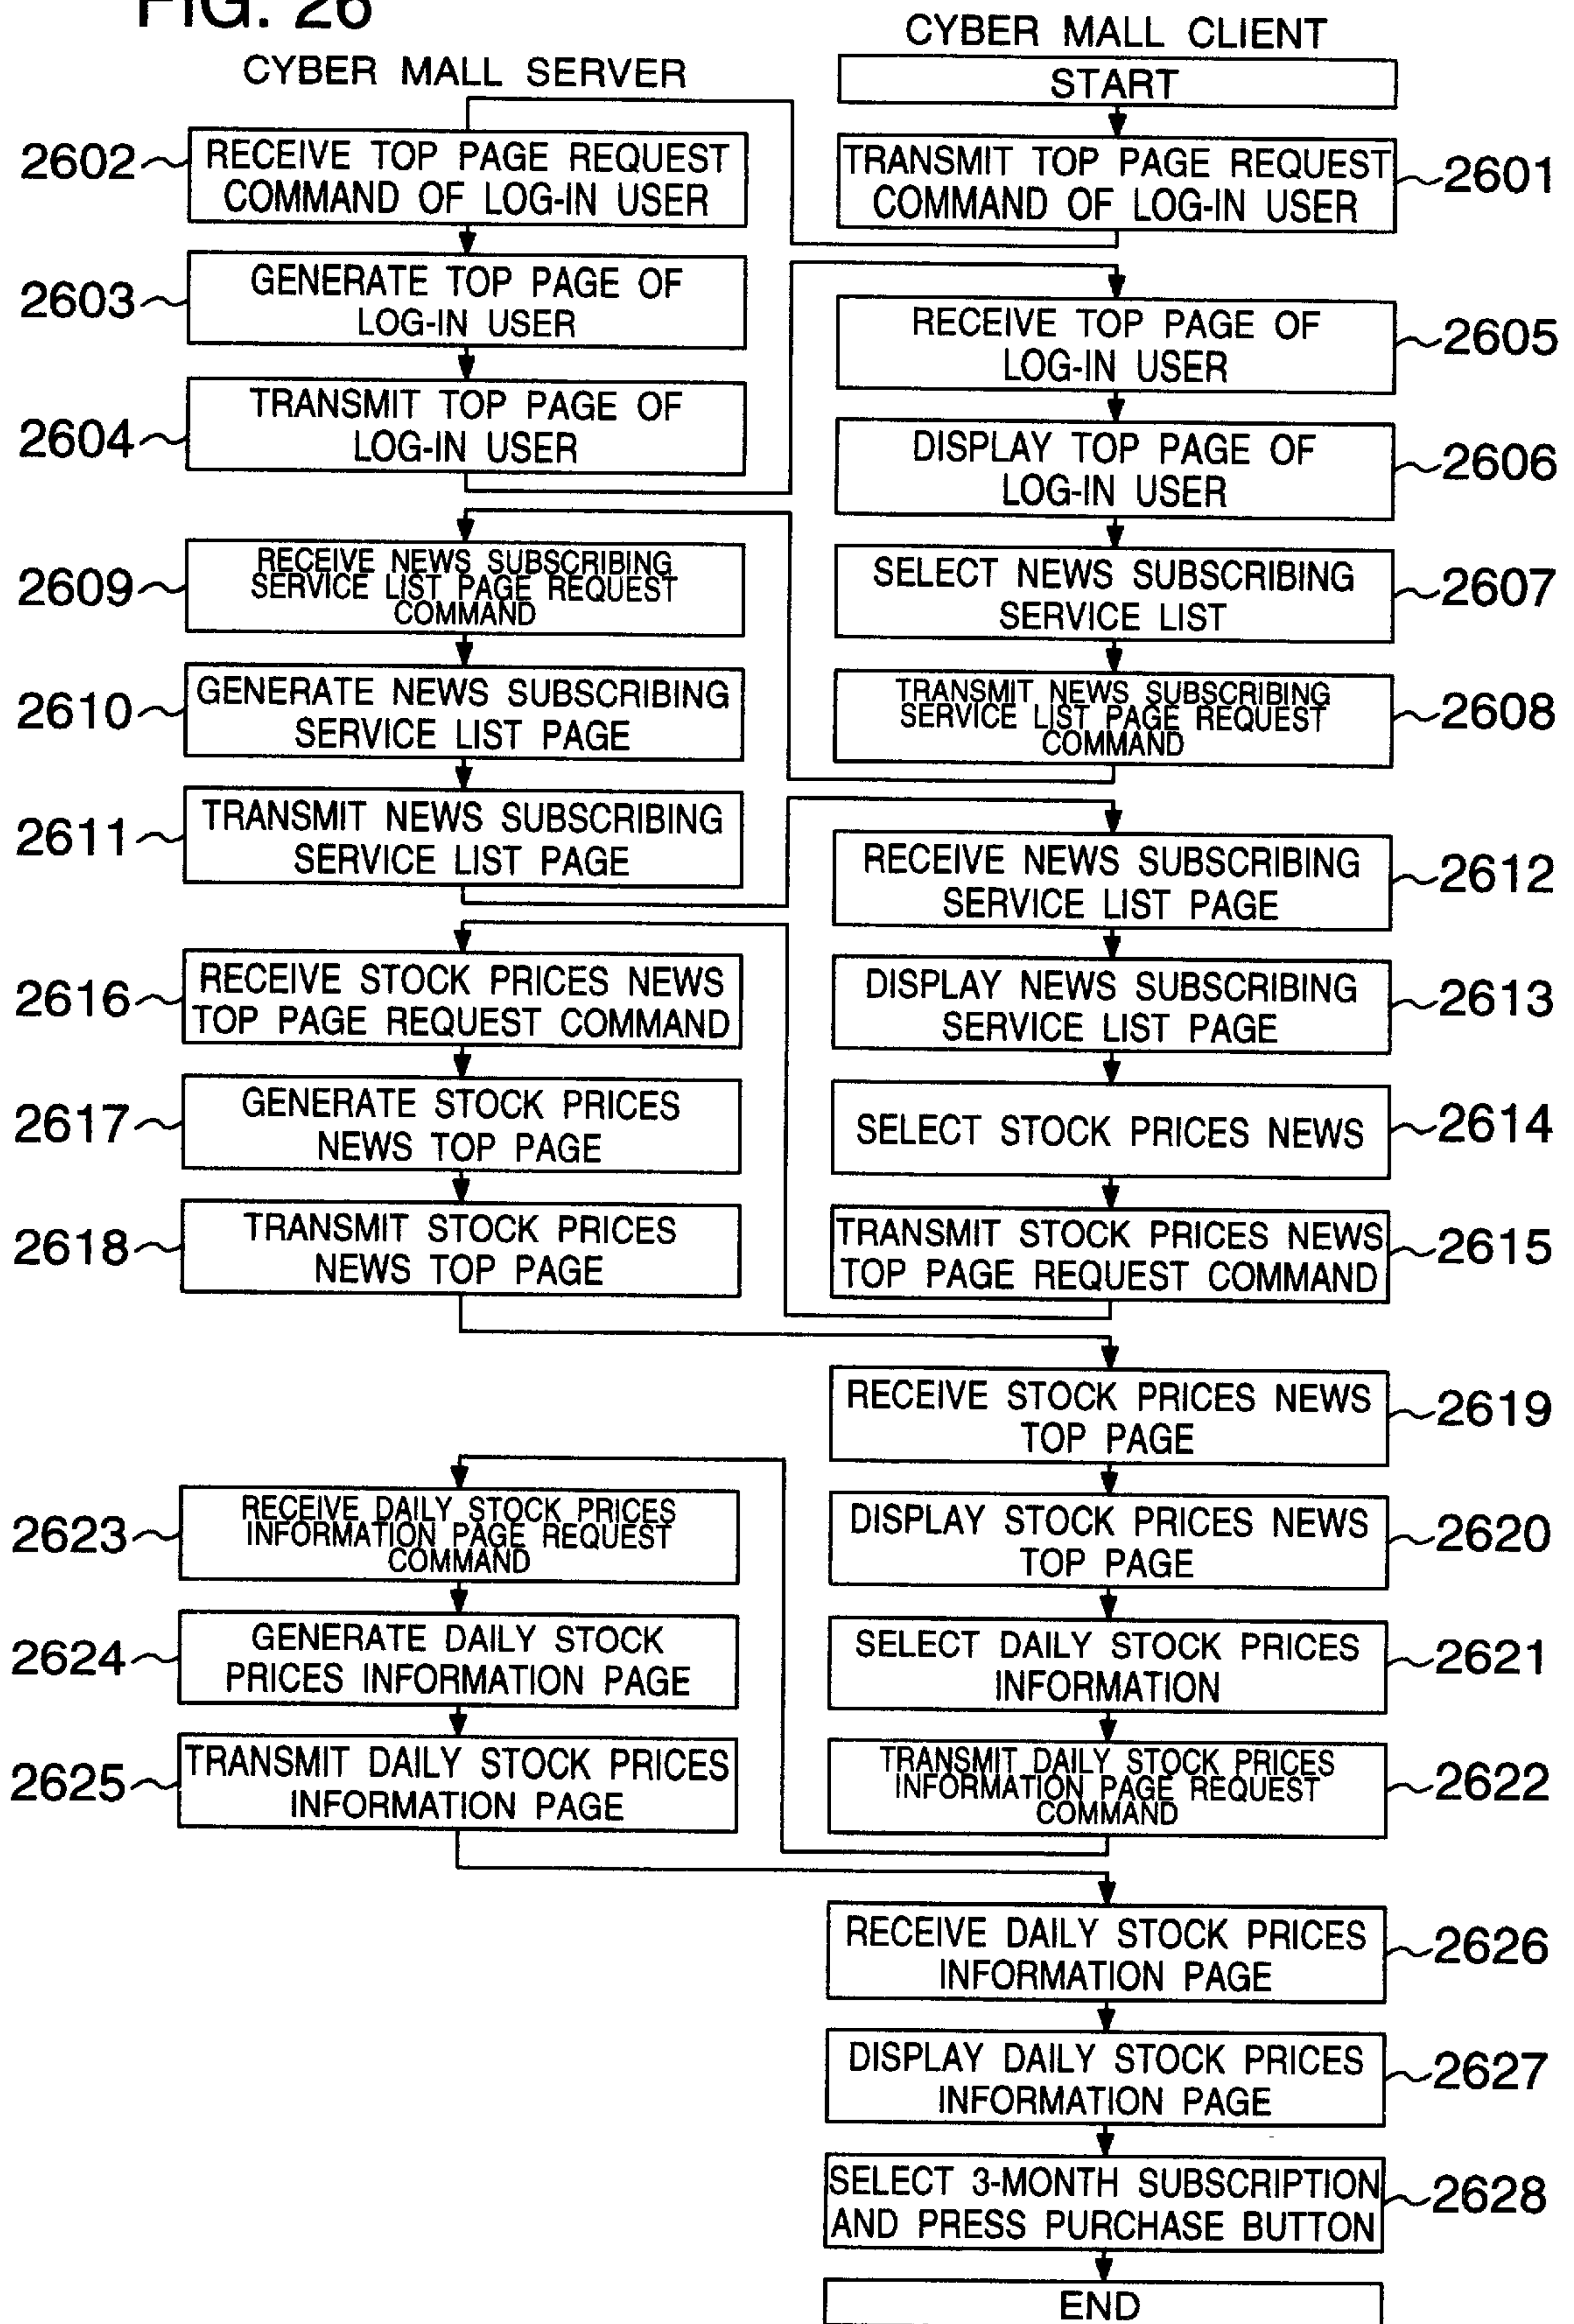 FIG. 26
CYBER MALL SERVER
CYBER MALL CLIENT
START
2602
RECEIVE TOP PAGE REQUEST
COMMAND OF LOG-IN USER
TRANSMIT TOP PAGE REQUEST
COMMAND OF LOG-IN USER
2601
2603
GENERATE TOP PAGE OF
LOG-IN USER
RECEIVE TOP PAGE OF
LOG-IN USER
2605
2604
TRANSMIT TOP PAGE OF
LOG-IN USER
DISPLAY TOP PAGE OF
LOG-IN USER
2606
2609
RECEIVE NEWS SUBSCRIBING
SERVICE LIST PAGE REQUEST
COMMAND
SELECT NEWS SUBSCRIBING
SERVICE LIST
2607
2610
GENERATE NEWS SUBSCRIBING
SERVICE LIST PAGE
TRANSMIT NEWS SUBSCRIBING
SERVICE LIST PAGE REQUEST
COMMAND
2608
2611
TRANSMIT NEWS SUBSCRIBING
SERVICE LIST PAGE
RECEIVE NEWS SUBSCRIBING
SERVICE LIST PAGE
2612
2616
RECEIVE STOCK PRICES NEWS
TOP PAGE REQUEST COMMAND
DISPLAY NEWS SUBSCRIBING
SERVICE LIST PAGE
2613
2617
GENERATE STOCK PRICES
NEWS TOP PAGE
SELECT STOCK PRICES NEWS
2614
2618
TRANSMIT STOCK PRICES
NEWS TOP PAGE
TRANSMIT STOCK PRICES NEWS
TOP PAGE REQUEST COMMAND
2615
RECEIVE STOCK PRICES NEWS
TOP PAGE
2619
2623
RECEIVE DAILY STOCK PRICES
INFORMATION PAGE REQUEST
COMMAND
DISPLAY STOCK PRICES NEWS
TOP PAGE
2620
2624
GENERATE DAILY STOCK
PRICES INFORMATION PAGE
SELECT DAILY STOCK PRICES
INFORMATION
2621
2625
TRANSMIT DAILY STOCK PRICES
INFORMATION PAGE
TRANSMIT DAILY STOCK PRICES
INFORMATION PAGE REQUEST
COMMAND
2622
RECEIVE DAILY STOCK PRICES
INFORMATION PAGE
2626
DISPLAY DAILY STOCK PRICES
INFORMATION PAGE
2627
SELECT 3-MONTH SUBSCRIPTION
AND PRESS PURCHASE BUTTON
2628
END